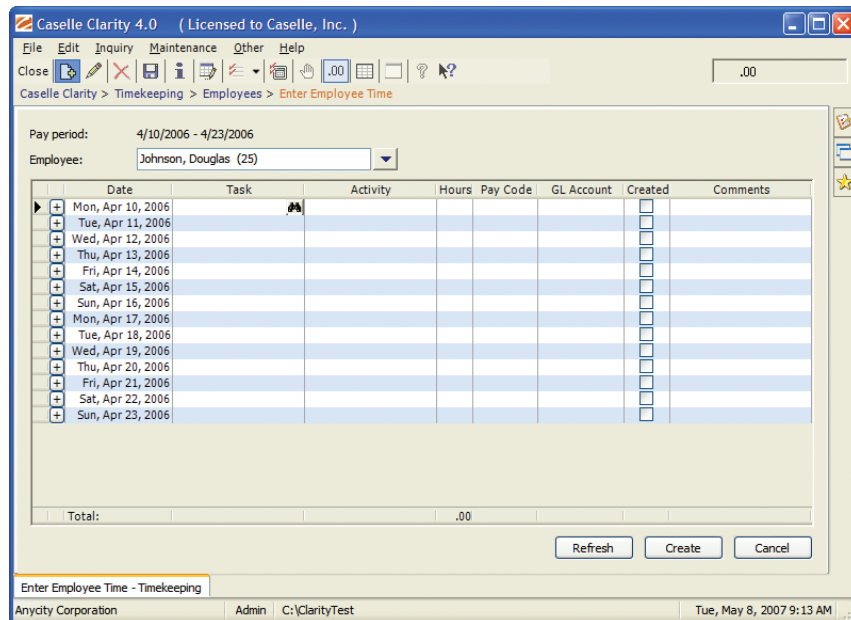 Caselle Clarity 4.0 ( Licensed to Caselle, Inc. )
File Edit Inquiry Maintenance Other Help
Close .00 .00
Caselle Clarity > Timekeeping > Employees > Enter Employee Time
Pay period: 4/10/2006 - 4/23/2006
Employee: Johnson, Douglas (25)
Date Task Activity Hours Pay Code GL Account Created Comments
Mon, Apr 10, 2006
Tue, Apr 11, 2006
Wed, Apr 12, 2006
Thu, Apr 13, 2006
Fri, Apr 14, 2006
Sat, Apr 15, 2006
Sun, Apr 16, 2006
Mon, Apr 17, 2006
Tue, Apr 18, 2006
Wed, Apr 19, 2006
Thu, Apr 20, 2006
Fri, Apr 21, 2006
Sat, Apr 22, 2006
Sun, Apr 23, 2006
Total: .00
Refresh Create Cancel
Enter Employee Time - Timekeeping
Anycity Corporation Admin C:\ClarityTest Tue, May 8, 2007 9:13 AM